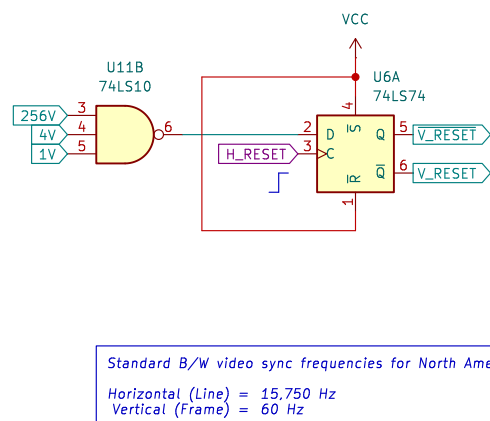 VCC
U11B
74LS10
U6A
74LS74
256V
4V
1V
3
4
5
6
H_RESET
2
3
4
1
D
C
S
R
Q
Q
5
6
V_RESET
V_RESET
Standard B/W video sync frequencies for North Ame
Horizontal (Line) = 15,750 Hz
Vertical (Frame) = 60 Hz